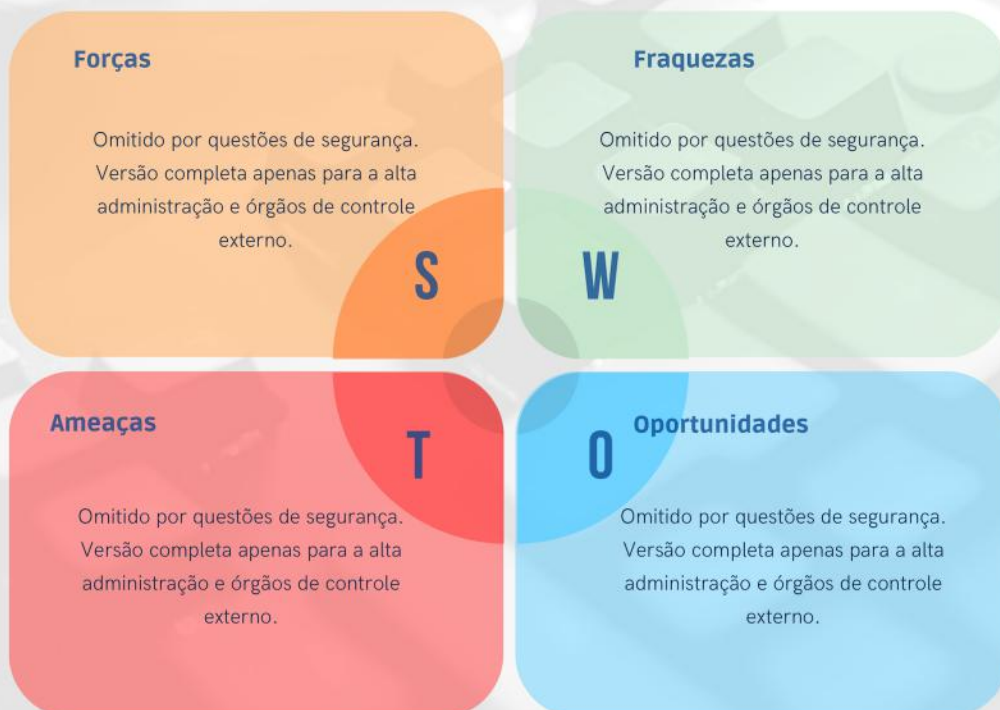 Forças
Omitido por questões de segurança.
Versão completa apenas para a alta
administração e órgãos de controle
externo.
S
Fraquezas
Omitido por questões de segurança.
Versão completa apenas para a alta
administração e órgãos de controle
externo.
W
Ameaças
T
Omitido por questões de segurança.
Versão completa apenas para a alta
administração e órgãos de controle
externo.
Oportunidades
O
Omitido por questões de segurança.
Versão completa apenas para a alta
administração e órgãos de controle
externo.